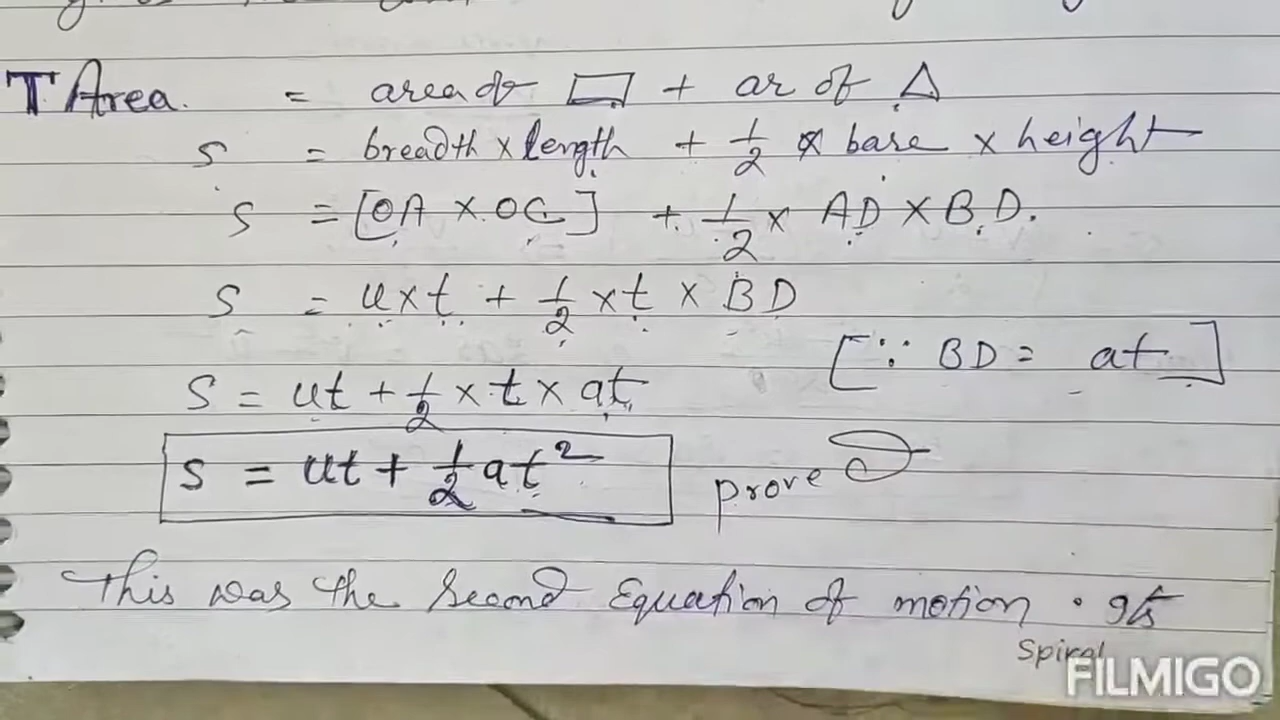 T Area. = area of ▭ + ar of △
S = breadth × length + 1/2 × base × height
S = [OA × OC] + 1/2 × AD × BD.
S = u×t + 1/2 ×t × BD
[∵ BD = at]
S = ut + 1/2 × t × at
S = ut + 1/2 at² prove
This was the second Equation of motion.
Spiral
FILMIGO